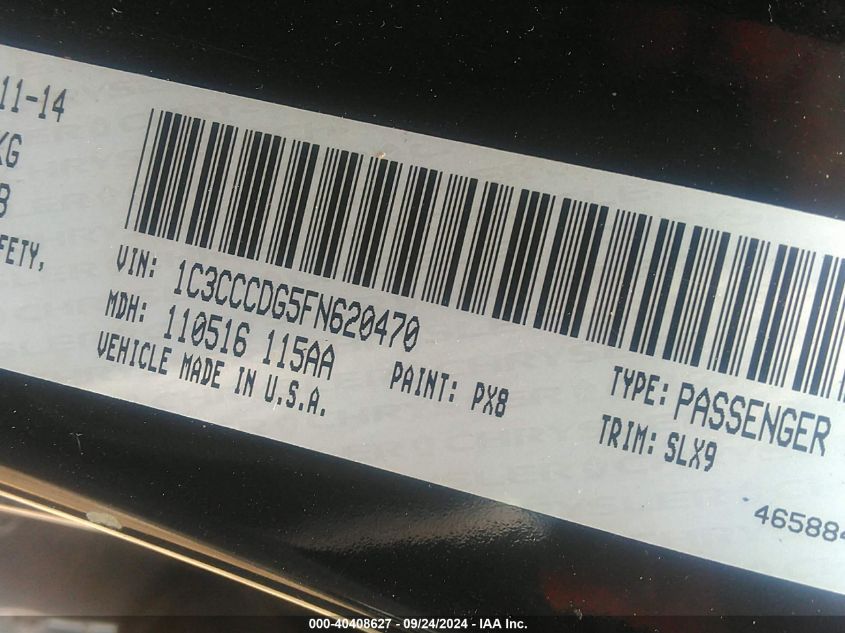 11-14
KG
B
FETY,
VIN: 1C3CCCDG5FN620470
MDH: 110516 115AA
VEHICLE MADE IN U.S.A.
PAINT: PX8
TYPE: PASSENGER
TRIM: SLX9
465884
000-40408627 - 09/24/2024 - IAA Inc.